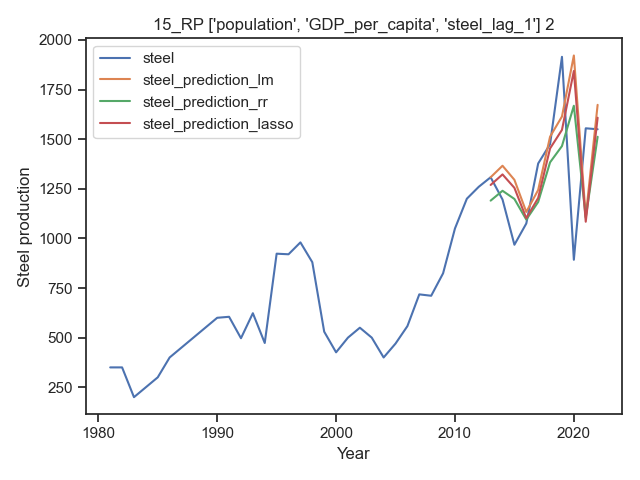 15_RP ['population', 'GDP_per_capita', 'steel_lag_1'] 2
steel
steel_prediction_lm
steel_prediction_rr
steel_prediction_lasso
Steel production
2000
1750
1500
1250
1000
750
500
250
1980
1990
2000
2010
2020
Year